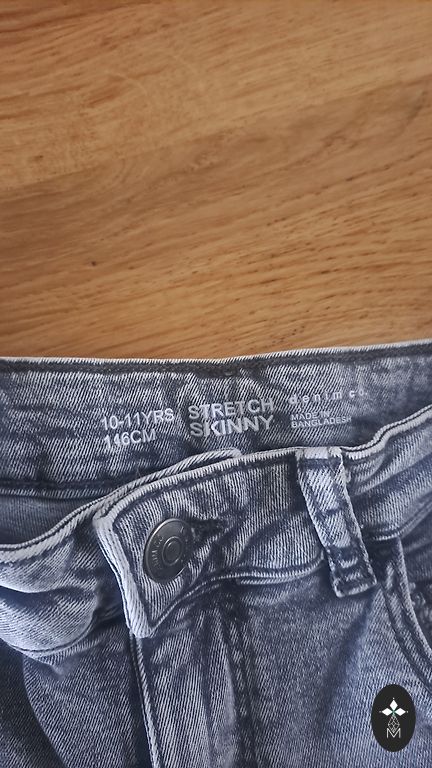 10-11YRS
146CM
STRETCH
SKINNY
denim co
MADE IN
BANGLADESH
M